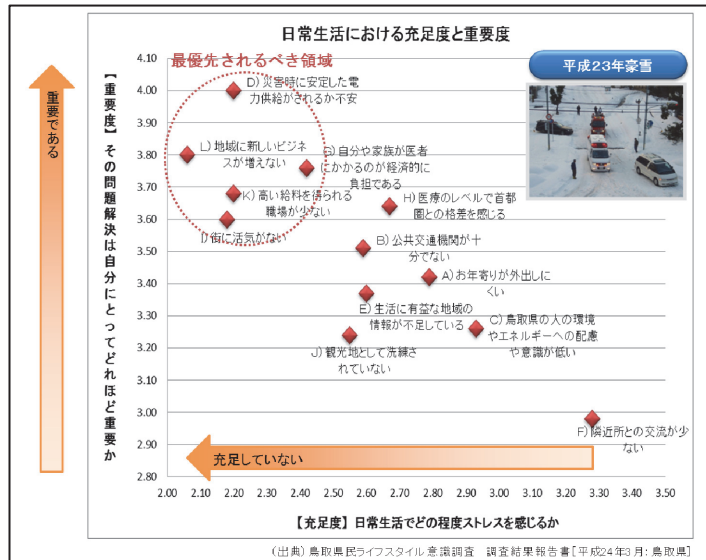 日常生活における充足度と重要度
最優先されるべき領域
平成23年豪雪
重要である
【重要度】その問題解決は自分にとってどれほど重要か
4.10
4.00
3.90
3.80
3.70
3.60
3.50
3.40
3.30
3.20
3.10
3.00
2.90
2.80
D)災害時に安定した電
力供給がされるか不安
L)地域に新しいビジネ
スが増えない
G)自分や家族が医者
にかかるのが経済的に
負担である
K)高い給料を得られる
職場が少ない
H)医療のレベルで首都
圏との格差を感じる
I)街に活気がない
B)公共交通機関が十
分でない
A)お年寄りが外出しに
くい
E)生活に有益な地域の
情報が不足している
C)鳥取県の人の環境
やエネルギーへの配慮
や意識が低い
J)観光地として洗練さ
れていない
F)隣近所との交流が少
ない
充足していない
2.00 2.10 2.20 2.30 2.40 2.50 2.60 2.70 2.80 2.90 3.00 3.10 3.20 3.30 3.40 3.50
【充足度】日常生活でどの程度ストレスを感じるか
(出典)鳥取県民ライフスタイル意識調査 調査結果報告書[平成24年3月:鳥取県]